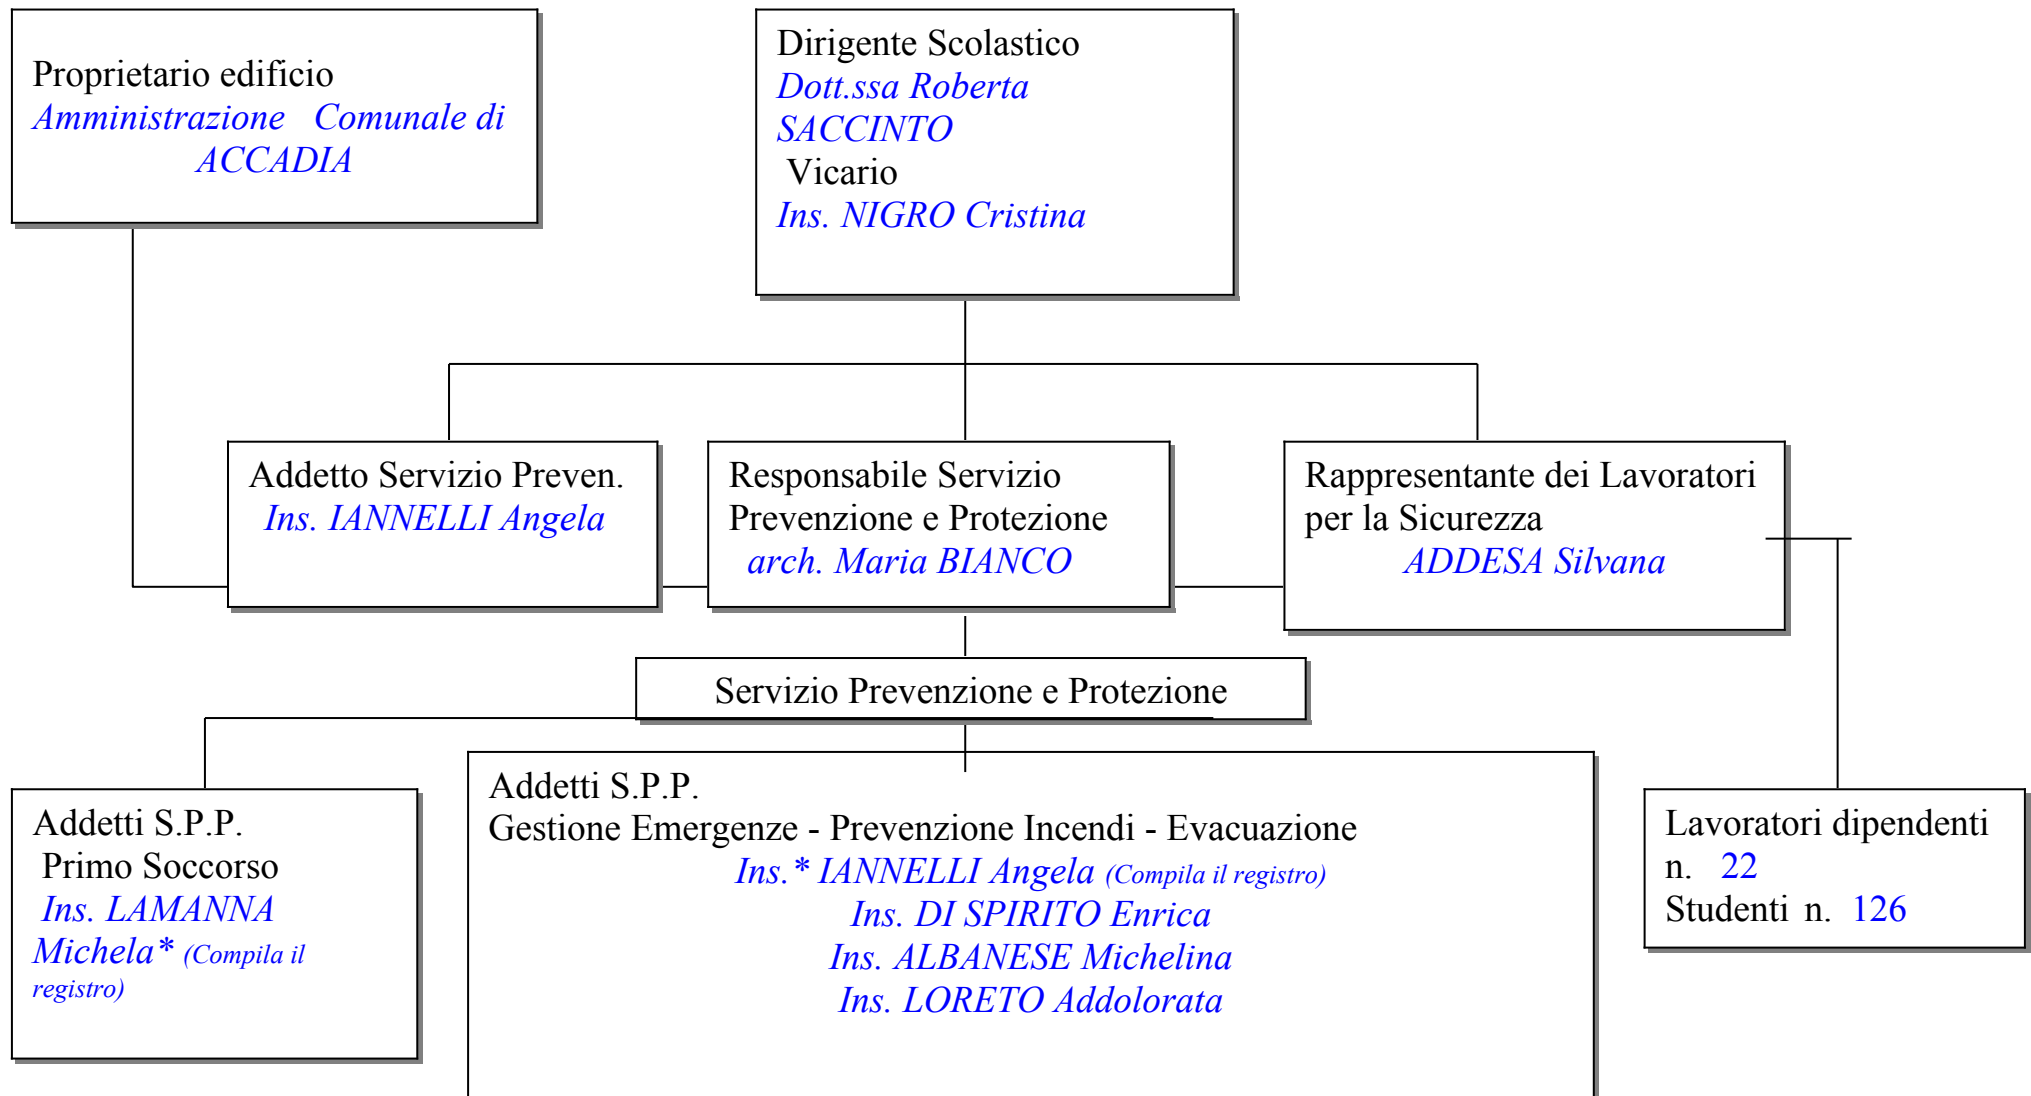 Proprietario edificio
Amministrazione Comunale di
ACCADIA
Dirigente Scolastico
Dott.ssa Roberta
SACCINTO
Vicario
Ins. NIGRO Cristina
Addetto Servizio Preven.
Ins. IANNELLI Angela
Responsabile Servizio
Prevenzione e Protezione
arch. Maria BIANCO
Rappresentante dei Lavoratori
per la Sicurezza
ADDESA Silvana
Servizio Prevenzione e Protezione
Addetti S.P.P.
Primo Soccorso
Ins. LAMANNA
Michela* (Compila il
registro)
Addetti S.P.P.
Gestione Emergenze - Prevenzione Incendi - Evacuazione
Ins.* IANNELLI Angela (Compila il registro)
Ins. DI SPIRITO Enrica
Ins. ALBANESE Michelina
Ins. LORETO Addolorata
Lavoratori dipendenti
n. 22
Studenti n. 126